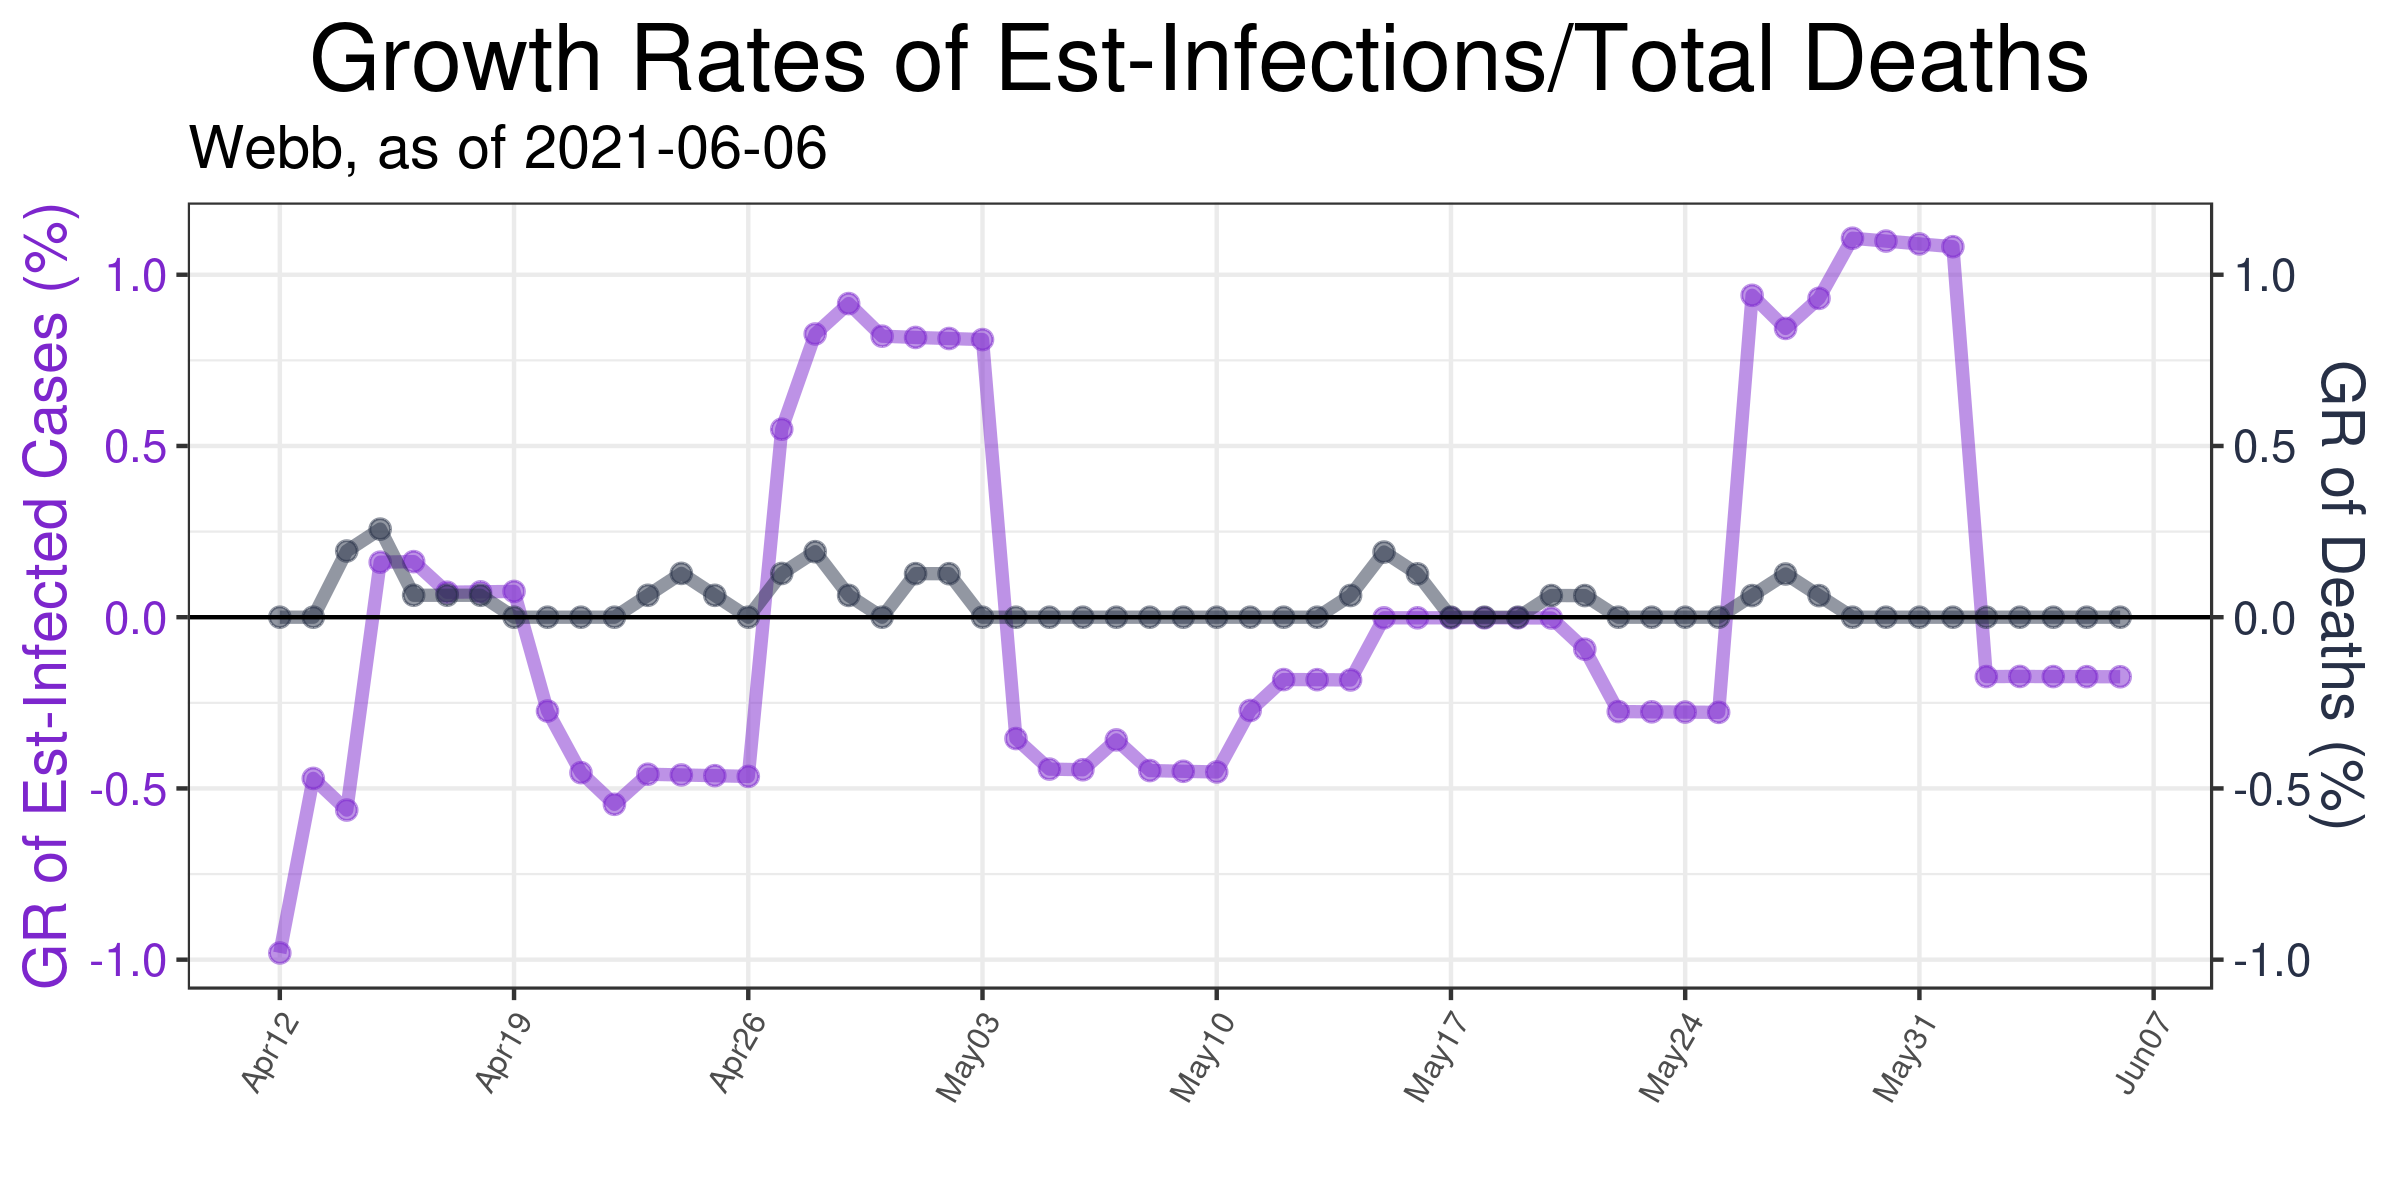 Growth Rates of Est-Infections/Total Deaths
Webb, as of 2021-06-06
GR of Est-Infected Cases (%)
1.0
0.5
0.0
-0.5
-1.0
1.0
0.5
0.0
-0.5
-1.0
GR of Deaths (%)
Apr12
Apr19
Apr26
May03
May10
May17
May24
May31
Jun07